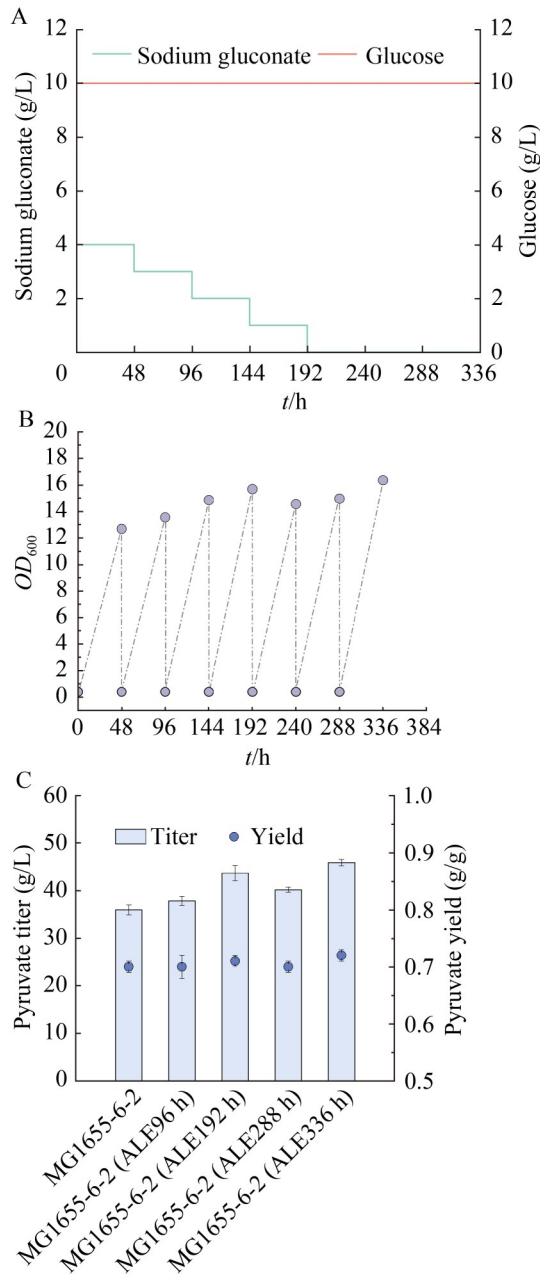 A
Sodium gluconate
Glucose
12
10
8
6
4
2
0
Sodium gluconate (g/L)
12
10
8
6
4
2
0
Glucose (g/L)
48 96 144 192 240 288 336
t/h
B
20
18
16
14
12
10
8
6
4
2
0
OD600
0 48 96 144 192 240 288 336 384
t/h
C
Titer
Yield
60
50
40
30
20
10
0
Pyruvate titer (g/L)
1.0
0.9
0.8
0.7
0.6
0.5
Pyruvate yield (g/g)
MG1655-6-2
MG1655-6-2 (ALE96 h)
MG1655-6-2 (ALE192 h)
MG1655-6-2 (ALE288 h)
MG1655-6-2 (ALE336 h)